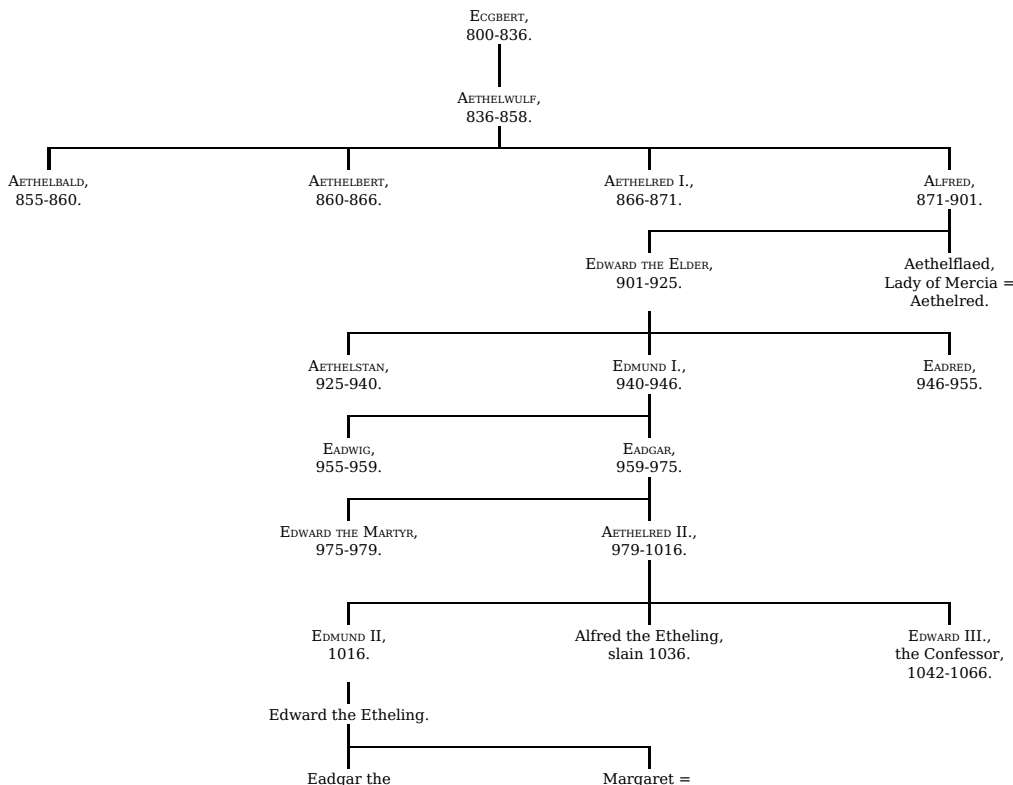 Ecgbert,
800-836.
Aethelwulf,
836-858.
Aethelbald,
855-860.
Aethelbert,
860-866.
Aethelred I.,
866-871.
Alfred,
871-901.
Edward the Elder,
901-925.
Aethelflaed,
Lady of Mercia =
Aethelred.
Aethelstan,
925-940.
Edmund I.,
940-946.
Eadred,
946-955.
Eadwig,
955-959.
Eadgar,
959-975.
Edward the Martyr,
975-979.
Aethelred II.,
979-1016.
Edmund II,
1016.
Alfred the Etheling,
slain 1036.
Edward III.,
the Confessor,
1042-1066.
Edward the Etheling.
Eadgar the
Margaret =